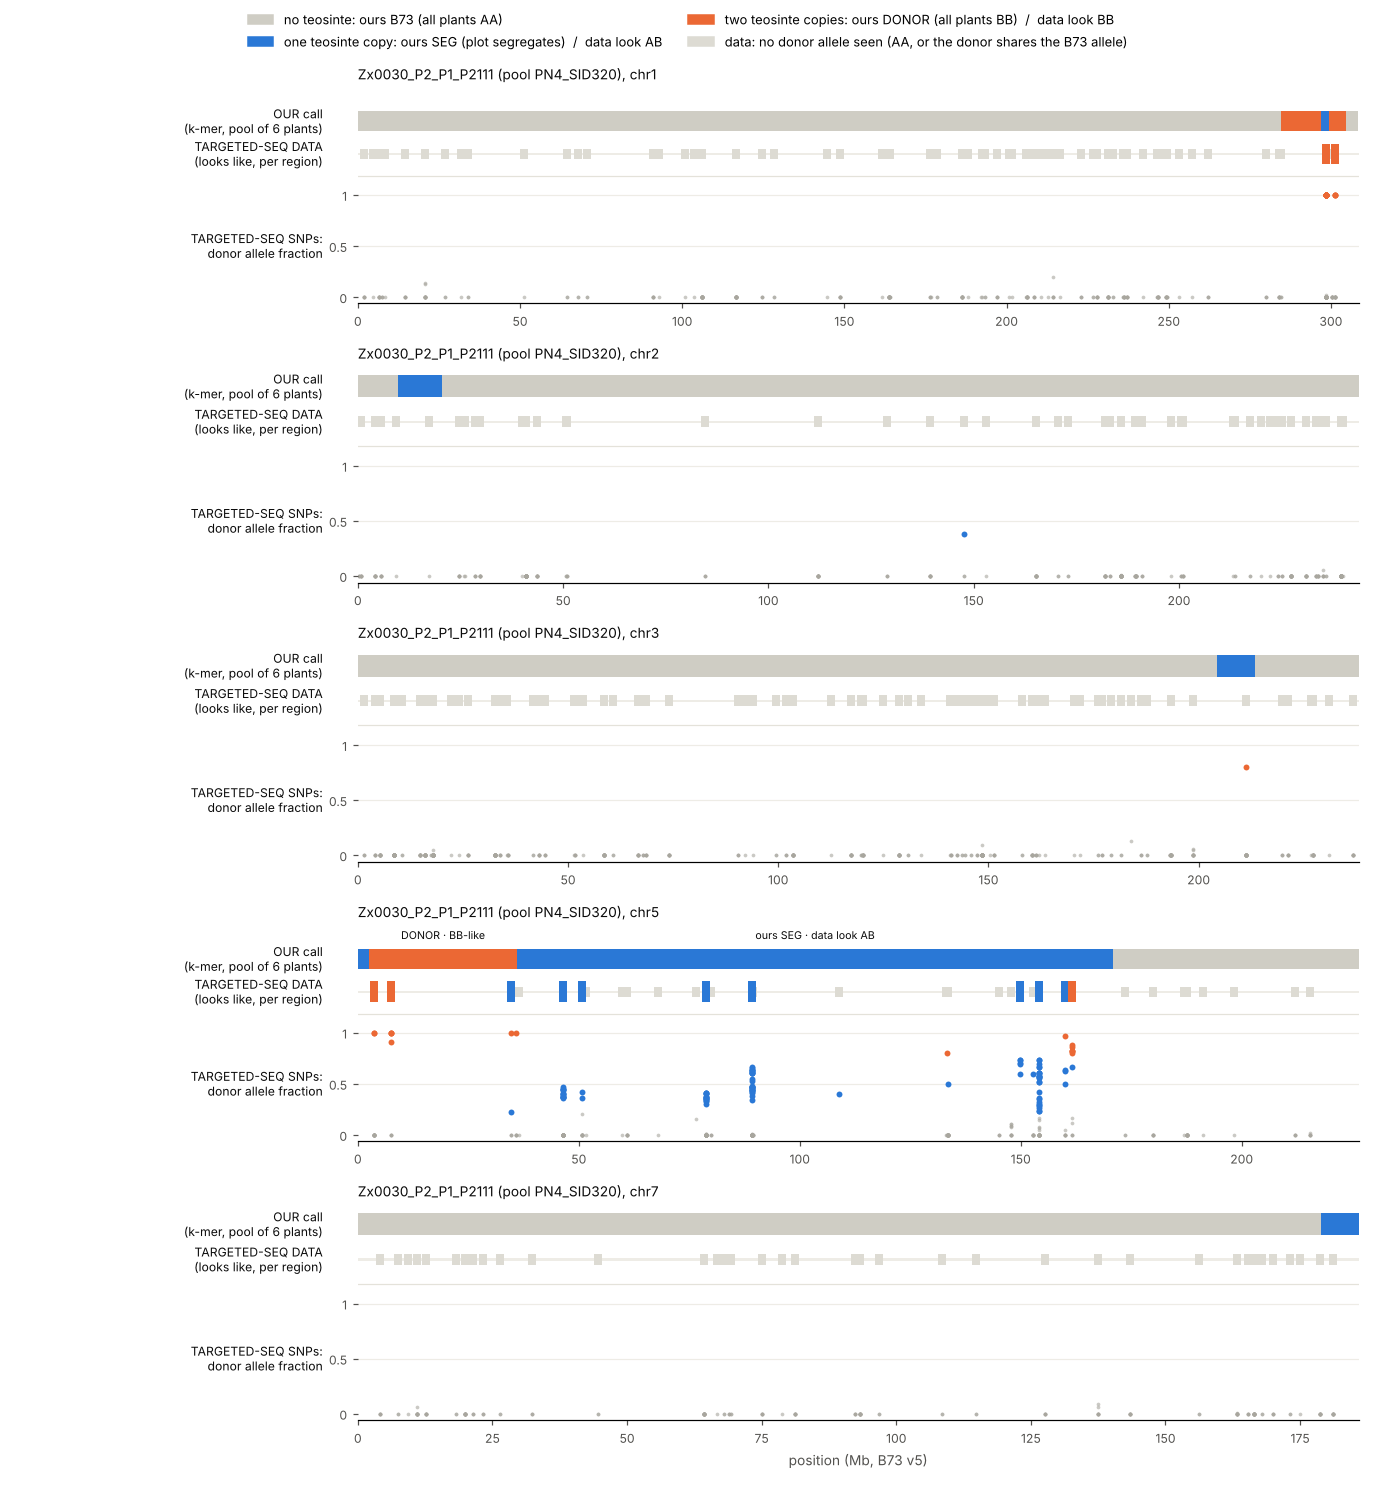 no teosinte: ours B73 (all plants AA)
two teosinte copies: ours DONOR (all plants BB)  /  data look BB
one teosinte copy: ours SEG (plot segregates)  /  data look AB
data: no donor allele seen (AA, or the donor shares the B73 allele)
Zx0030_P2_P1_P2111 (pool PN4_SID320), chr1
OUR call
(k-mer, pool of 6 plants)
TARGETED-SEQ DATA
(looks like, per region)
1
TARGETED-SEQ SNPs:
donor allele fraction
0.5
0
0 50 100 150 200 250 300
Zx0030_P2_P1_P2111 (pool PN4_SID320), chr2
OUR call
(k-mer, pool of 6 plants)
TARGETED-SEQ DATA
(looks like, per region)
1
TARGETED-SEQ SNPs:
donor allele fraction
0.5
0
0 50 100 150 200
Zx0030_P2_P1_P2111 (pool PN4_SID320), chr3
OUR call
(k-mer, pool of 6 plants)
TARGETED-SEQ DATA
(looks like, per region)
1
TARGETED-SEQ SNPs:
donor allele fraction
0.5
0
0 50 100 150 200
Zx0030_P2_P1_P2111 (pool PN4_SID320), chr5
DONOR · BB-like
ours SEG · data look AB
OUR call
(k-mer, pool of 6 plants)
TARGETED-SEQ DATA
(looks like, per region)
1
TARGETED-SEQ SNPs:
donor allele fraction
0.5
0
0 50 100 150 200
Zx0030_P2_P1_P2111 (pool PN4_SID320), chr7
OUR call
(k-mer, pool of 6 plants)
TARGETED-SEQ DATA
(looks like, per region)
1
TARGETED-SEQ SNPs:
donor allele fraction
0.5
0
0 25 50 75 100 125 150 175
position (Mb, B73 v5)